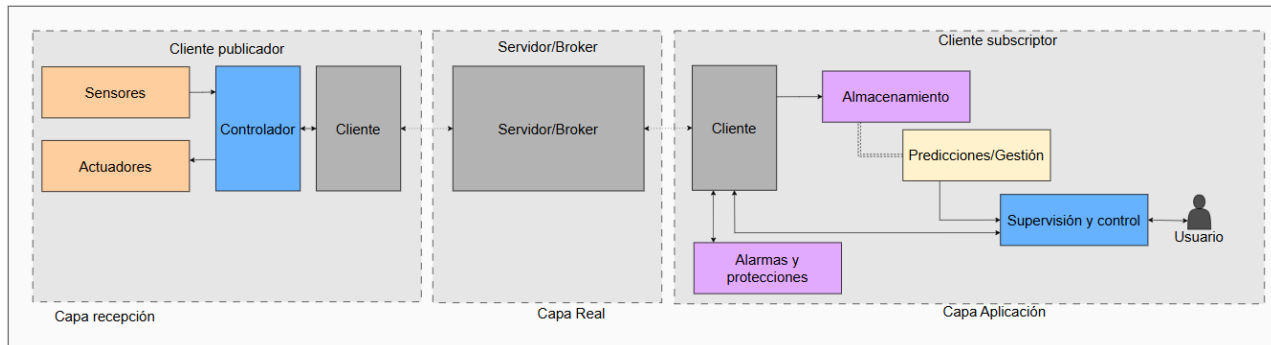 Cliente publicador
Sensores
Actuadores
Controlador
Cliente
Capa recepción
Servidor/Broker
Servidor/Broker
Capa Real
Cliente subscriptor
Cliente
Almacenamiento
Predicciones/Gestión
Supervisión y control
Usuario
Alarmas y
protecciones
Capa Aplicación